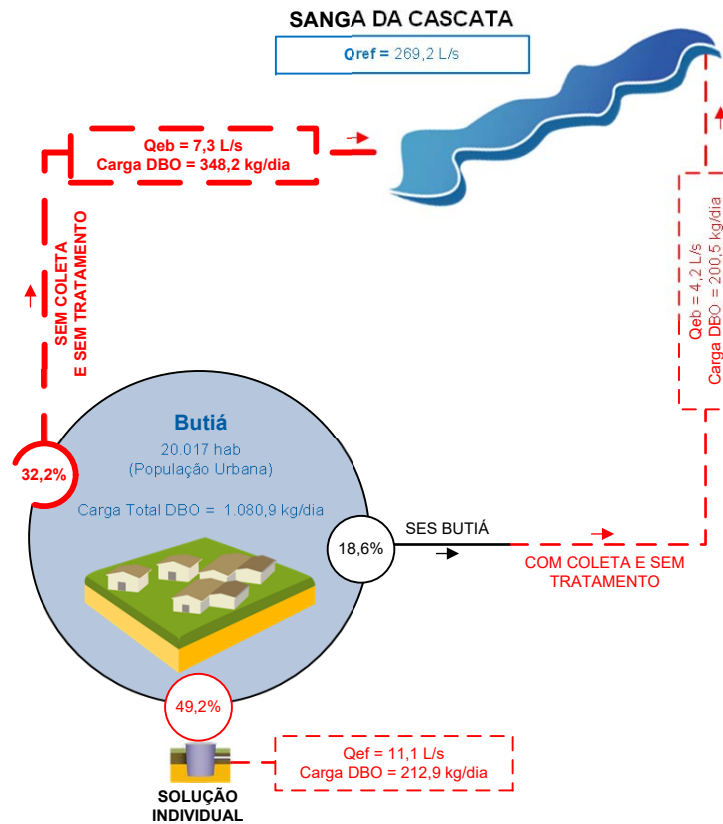 SANGA DA CASCATA
Qref = 269,2 L/s
Qeb = 7,3 L/s
Carga DBO = 348,2 kg/dia
SEM COLETA
E SEM TRATAMENTO
Qeb = 4,2 L/s
Carga DBO = 200,5 kg/dia
Butiá
20.017 hab
(População Urbana)
Carga Total DBO = 1.080,9 kg/dia
32,2%
18,6%
SES BUTIÁ
COM COLETA E SEM
TRATAMENTO
49,2%
Qef = 11,1 L/s
Carga DBO = 212,9 kg/dia
SOLUÇÃO
INDIVIDUAL